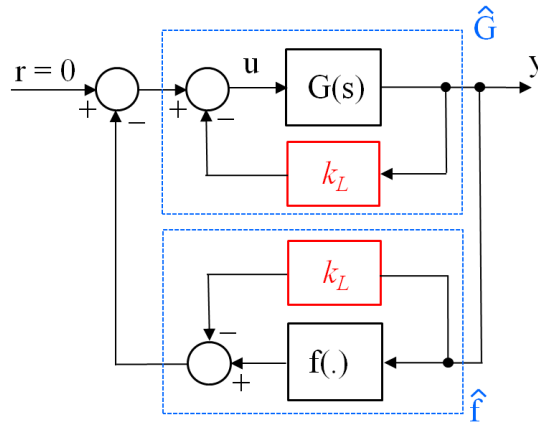 Ĝ
r = 0
u
G(s)
y
+
−
+
−
k_L
k_L
−
+
f(.)
f̂